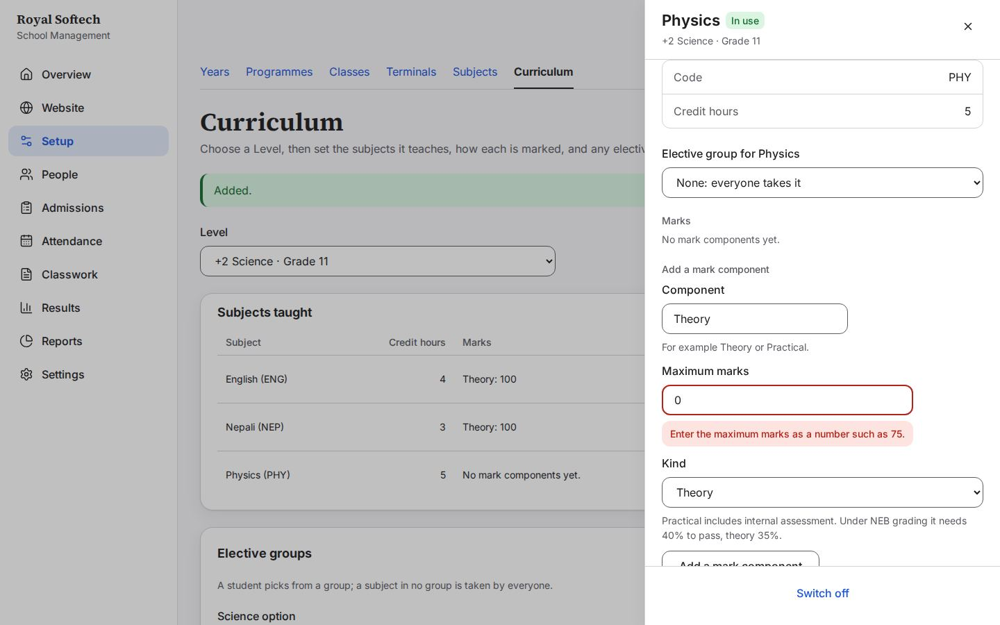 Royal Softech
School Management
Overview
Website
Setup
People
Admissions
Attendance
Classwork
Results
Reports
Settings
Years
Programmes
Classes
Terminals
Subjects
Curriculum
Curriculum
Choose a Level, then set the subjects it teaches, how each is marked, and any
Added.
Level
+2 Science · Grade 11
Subjects taught
Subject Credit hours Marks
English (ENG) 4 Theory: 100
Nepali (NEP) 3 Theory: 100
Physics (PHY) 5 No mark components yet.
Elective groups
A student picks from a group; a subject in no group is taken by everyone.
Science option
Physics In use
+2 Science · Grade 11
Code PHY
Credit hours 5
Elective group for Physics
None: everyone takes it
Marks
No mark components yet.
Add a mark component
Component
Theory
For example Theory or Practical.
Maximum marks
0
Enter the maximum marks as a number such as 75.
Kind
Theory
Practical includes internal assessment. Under NEB grading it needs
40% to pass, theory 35%.
Add a mark component
Switch off